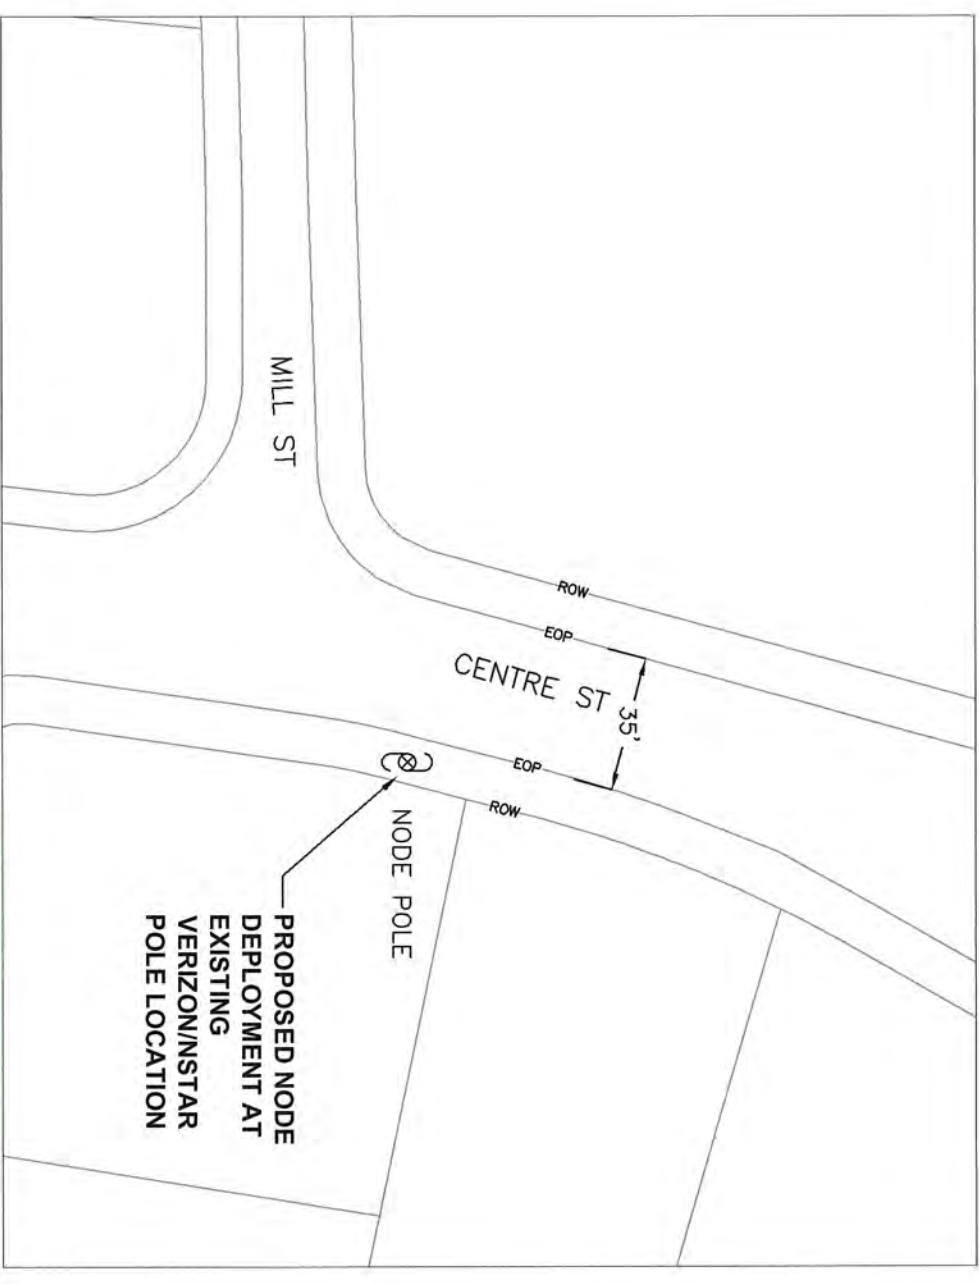 MILL ST
ROW
EOP
CENTRE ST
35'
EOP
ROW
NODE POLE
PROPOSED NODE
DEPLOYMENT AT
EXISTING
VERIZON/NSTAR
POLE LOCATION